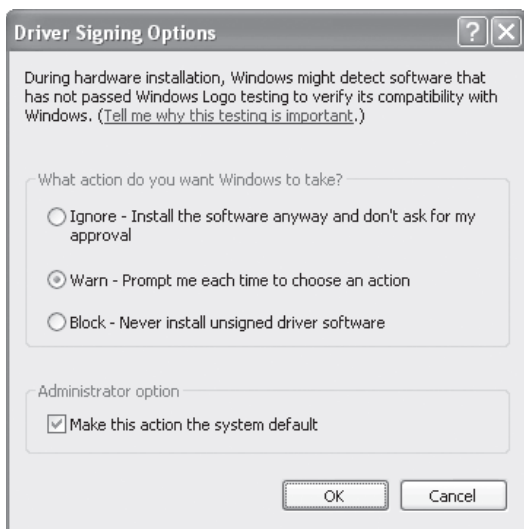 Driver Signing Options
During hardware installation, Windows might detect software that
has not passed Windows Logo testing to verify its compatibility with
Windows. (Tell me why this testing is important.)
What action do you want Windows to take?
Ignore - Install the software anyway and don't ask for my
approval
Warn - Prompt me each time to choose an action
Block - Never install unsigned driver software
Administrator option
Make this action the system default
OK Cancel